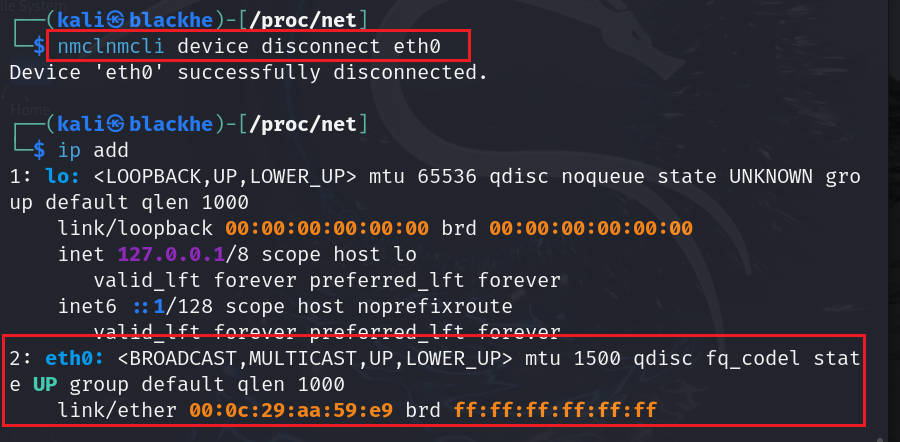 ┌──(kali㉿blackhe)-[/proc/net]
└─$ nmclnmcli device disconnect eth0
Device 'eth0' successfully disconnected.
Home
┌──(kali㉿blackhe)-[/proc/net]
└─$ ip add
1: lo: <LOOPBACK,UP,LOWER_UP> mtu 65536 qdisc noqueue state UNKNOWN gro
up default qlen 1000
link/loopback 00:00:00:00:00:00 brd 00:00:00:00:00:00
inet 127.0.0.1/8 scope host lo
valid_lft forever preferred_lft forever
inet6 ::1/128 scope host noprefixroute
valid_lft forever preferred_lft forever
2: eth0: <BROADCAST,MULTICAST,UP,LOWER_UP> mtu 1500 qdisc fq_codel stat
e UP group default qlen 1000
link/ether 00:0c:29:aa:59:e9 brd ff:ff:ff:ff:ff:ff